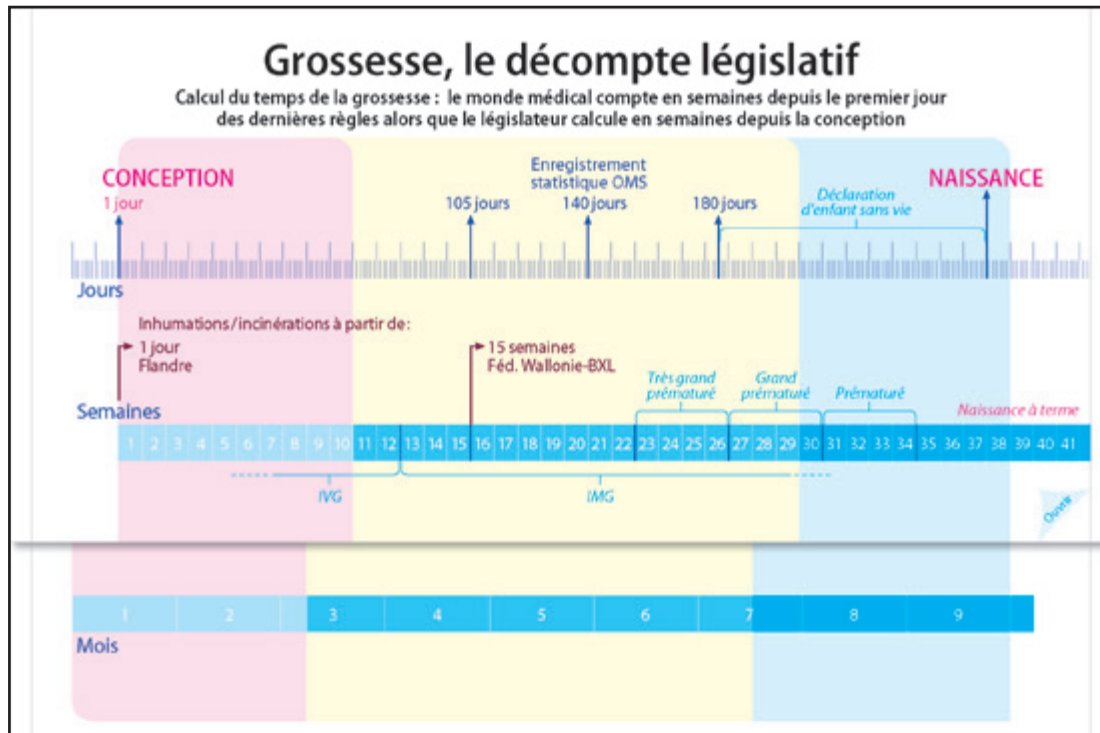 Grossesse, le décompte législatif
Calcul du temps de la grossesse : le monde médical compte en semaines depuis le premier jour
des dernières règles alors que le législateur calcule en semaines depuis la conception
CONCEPTION
1 jour
105 jours
Enregistrement
statistique OMS
140 jours
180 jours
Déclaration
d'enfant sans vie
NAISSANCE
Jours
Inhumations/incinérations à partir de :
1 jour
Flandre
15 semaines
Féd. Wallonie-BXL
Très grand
prématuré
Grand
prématuré
Prématuré
Naissance à terme
Semaines
1 2 3 4 5 6 7 8 9 10 11 12 13 14 15 16 17 18 19 20 21 22 23 24 25 26 27 28 29 30 31 32 33 34 35 36 37 38 39 40 41
IVG
IMG
Ouvrir
1 2 3 4 5 6 7 8 9
Mois